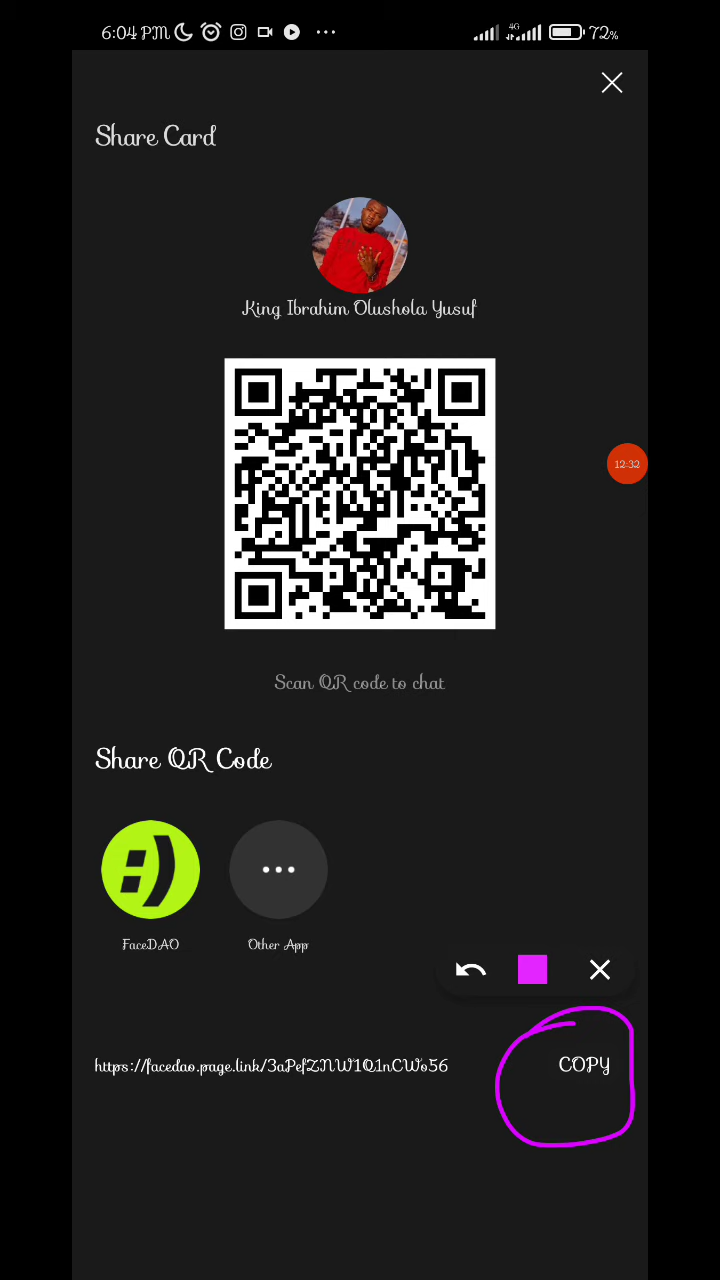 6:04 PM 4G 72%
Share Card
King Ibrahim Olushola Yusuf
12:32
Scan QR code to chat
Share QR Code
:)
FaceDAO
Other App
https://facedao.page.link/3aPefZNW1Q1nCWo56
COPY